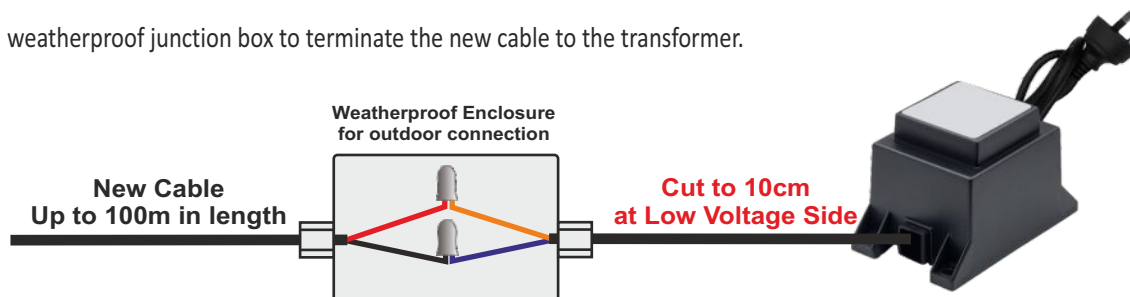 weatherproof junction box to terminate the new cable to the transformer.
Weatherproof Enclosure
for outdoor connection
New Cable
Up to 100m in length
Cut to 10cm
at Low Voltage Side